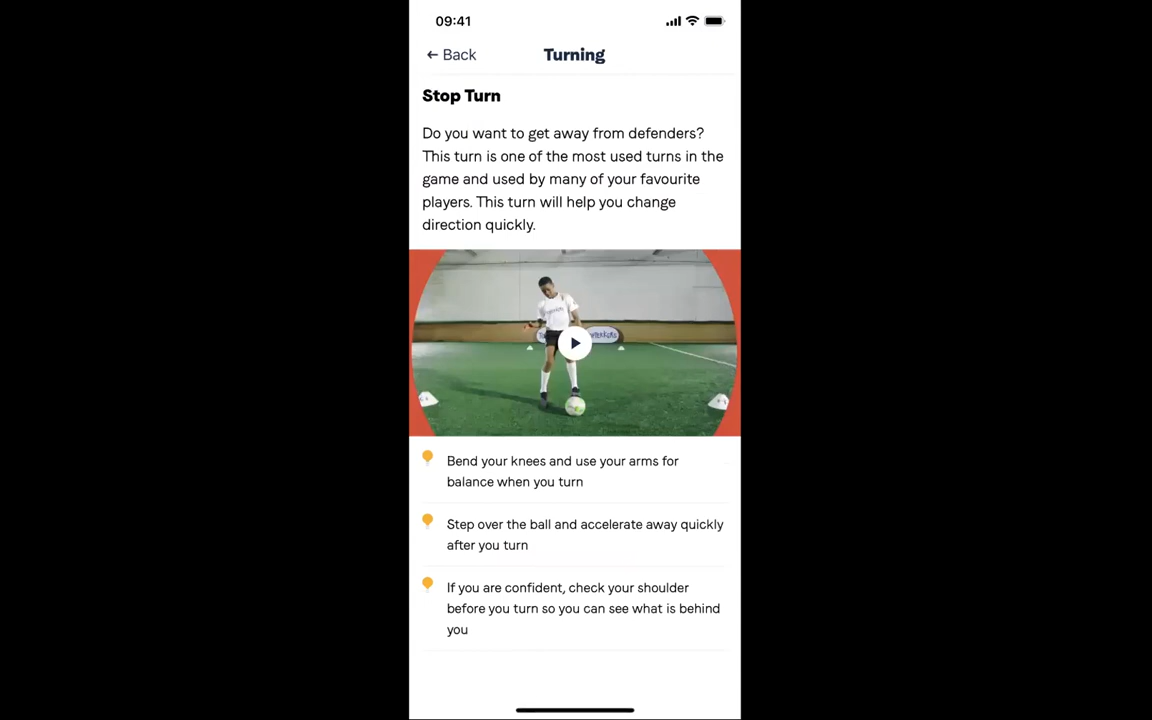 09:41
← Back
Turning
Stop Turn
Do you want to get away from defenders?
This turn is one of the most used turns in the
game and used by many of your favourite
players. This turn will help you change
direction quickly.
Bend your knees and use your arms for
balance when you turn
Step over the ball and accelerate away quickly
after you turn
If you are confident, check your shoulder
before you turn so you can see what is behind
you